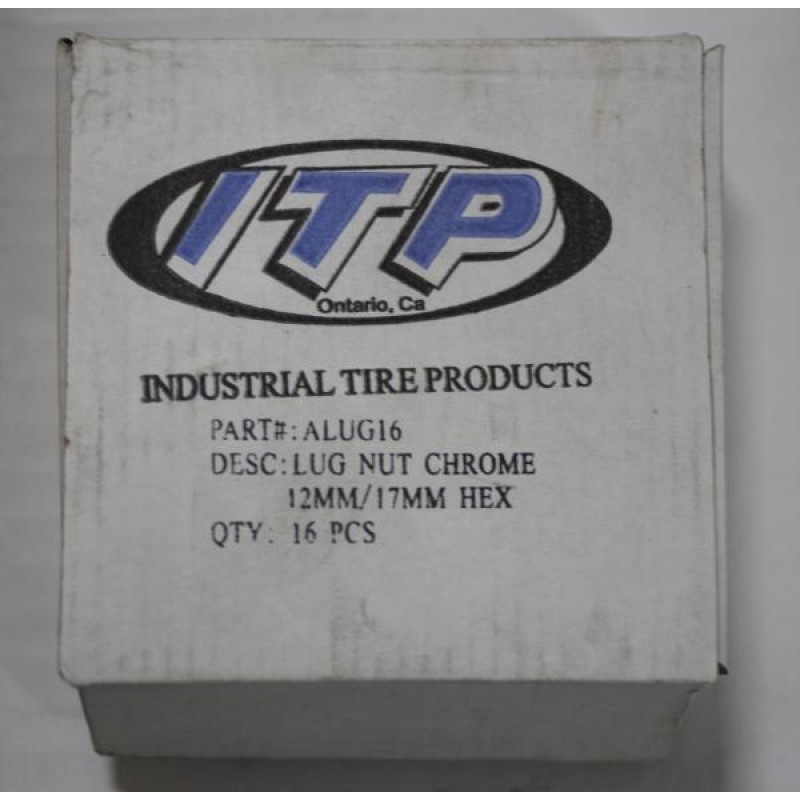 ITP
Ontario, Ca
INDUSTRIAL TIRE PRODUCTS
PART#: ALUG16
DESC: LUG NUT CHROME
12MM/17MM HEX
QTY: 16 PCS